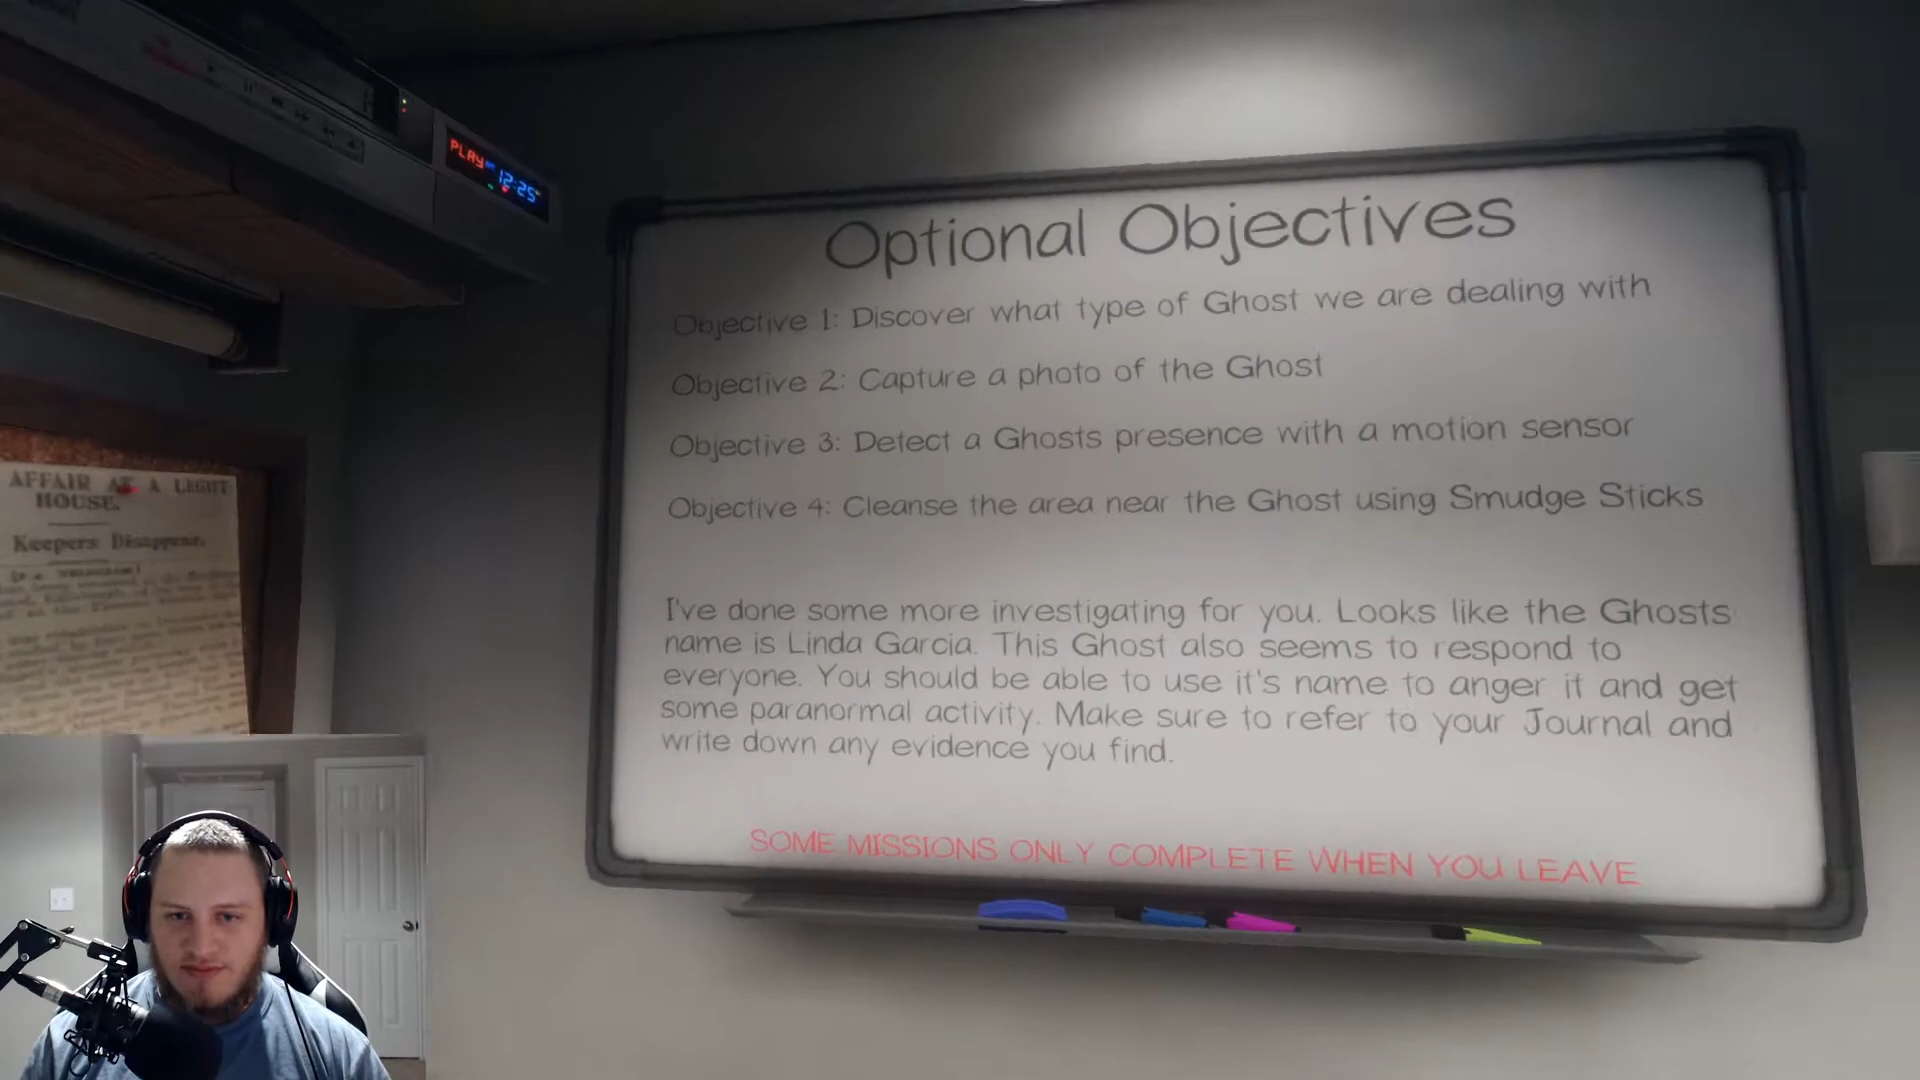 PLAY
12:25
Optional Objectives
Objective 1: Discover what type of Ghost we are dealing with
Objective 2: Capture a photo of the Ghost
Objective 3: Detect a Ghosts presence with a motion sensor
Objective 4: Cleanse the area near the Ghost using Smudge Sticks
I've done some more investigating for you. Looks like the Ghosts
name is Linda Garcia. This Ghost also seems to respond to
everyone. You should be able to use it's name to anger it and get
some paranormal activity. Make sure to refer to your Journal and
write down any evidence you find.
SOME MISSIONS ONLY COMPLETE WHEN YOU LEAVE
AFFAIR AT A LIGHT
HOUSE.
Keepers Disappear.